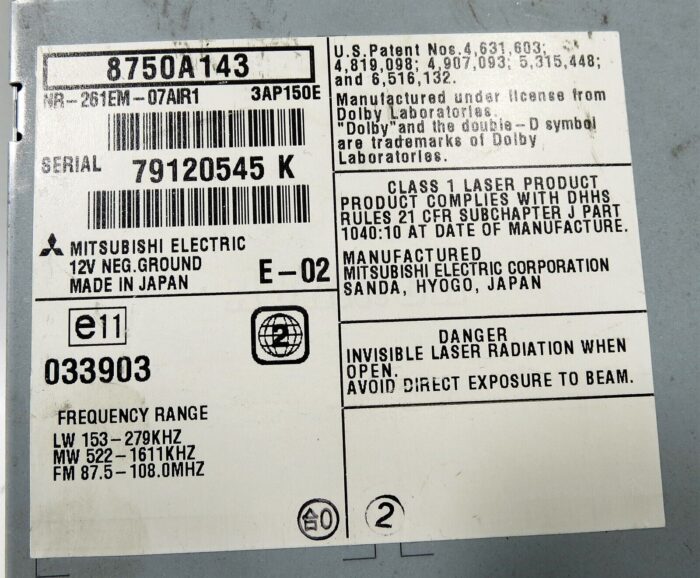 8750A143
NR-261EM-07AIR1 3AP150E
SERIAL 79120545 K
MITSUBISHI ELECTRIC
12V NEG.GROUND
MADE IN JAPAN E-02
e11
2
033903
FREQUENCY RANGE
LW 153-279KHZ
MW 522-1611KHZ
FM 87.5-108.0MHZ
合0
U.S.Patent Nos.4,631,603;
4,819,098; 4,907,093; 5,315,448;
and 6,516,132.
Manufactured under license from
Dolby Laboratories.
"Dolby"and the double-D symbol
are trademarks of Dolby
Laboratories.
CLASS 1 LASER PRODUCT
PRODUCT COMPLIES WITH DHHS
RULES 21 CFR SUBCHAPTER J PART
1040:10 AT DATE OF MANUFACTURE.
MANUFACTURED
MITSUBISHI ELECTRIC CORPORATION
SANDA, HYOGO, JAPAN
DANGER
INVISIBLE LASER RADIATION WHEN
OPEN.
AVOID DIRECT EXPOSURE TO BEAM.
2